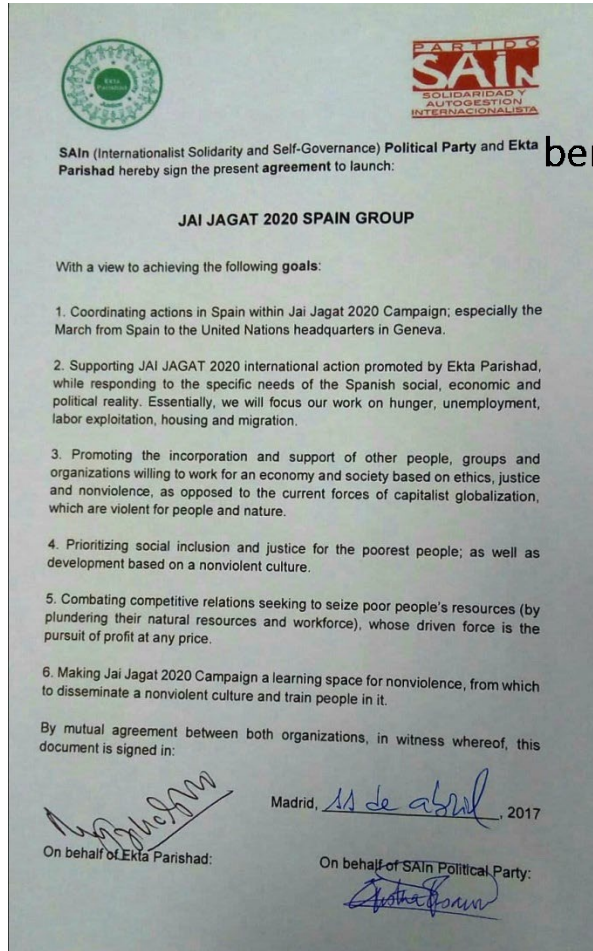 EKTA
PARISHAD
PARTIDO
SAIn
SOLIDARIDAD Y
AUTOGESTION
INTERNACIONALISTA
SAIn (Internationalist Solidarity and Self-Governance) Political Party and Ekta
Parishad hereby sign the present agreement to launch:
ber
JAI JAGAT 2020 SPAIN GROUP
With a view to achieving the following goals:
1. Coordinating actions in Spain within Jai Jagat 2020 Campaign; especially the
March from Spain to the United Nations headquarters in Geneva.
2. Supporting JAI JAGAT 2020 international action promoted by Ekta Parishad,
while responding to the specific needs of the Spanish social, economic and
political reality. Essentially, we will focus our work on hunger, unemployment,
labor exploitation, housing and migration.
3. Promoting the incorporation and support of other people, groups and
organizations willing to work for an economy and society based on ethics, justice
and nonviolence, as opposed to the current forces of capitalist globalization,
which are violent for people and nature.
4. Prioritizing social inclusion and justice for the poorest people; as well as
development based on a nonviolent culture.
5. Combating competitive relations seeking to seize poor people's resources (by
plundering their natural resources and workforce), whose driven force is the
pursuit of profit at any price.
6. Making Jai Jagat 2020 Campaign a learning space for nonviolence, from which
to disseminate a nonviolent culture and train people in it.
By mutual agreement between both organizations, in witness whereof, this
document is signed in:
Madrid, 11 de abril, 2017
On behalf of Ekta Parishad:
On behalf of SAIn Political Party: